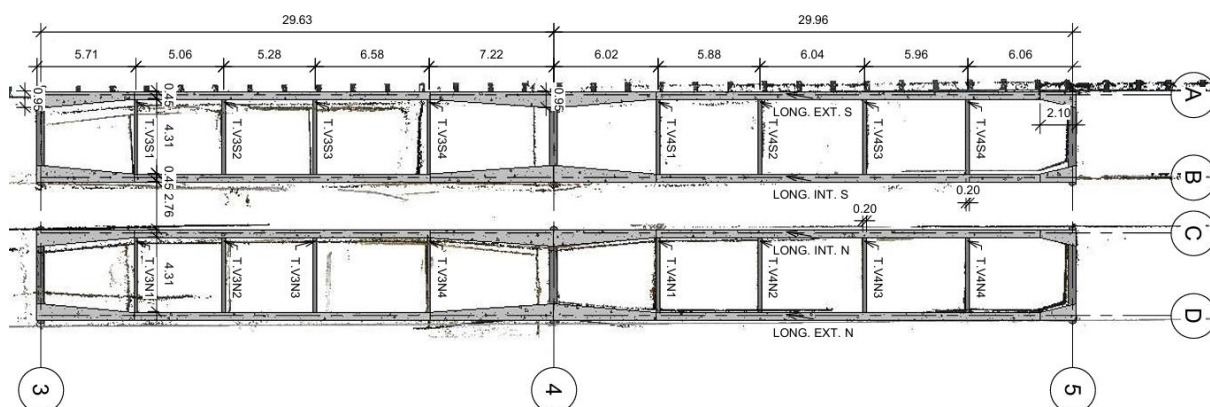 29.63 29.96
5.71 5.06 5.28 6.58 7.22 6.02 5.88 6.04 5.96 6.06
A
0.95 0.45 0.95
LONG. EXT. S
2.10
T.V3S1 4.31 T.V3S2 T.V3S3 T.V3S4 T.V4S1 T.V4S2 T.V4S3 T.V4S4
B
0.45
LONG. INT. S
2.76
0.20
0.20
C
LONG. INT. N
T.V3N1 4.31 T.V3N2 T.V3N3 T.V3N4 T.V4N1 T.V4N2 T.V4N3 T.V4N4
D
LONG. EXT. N
3 4 5